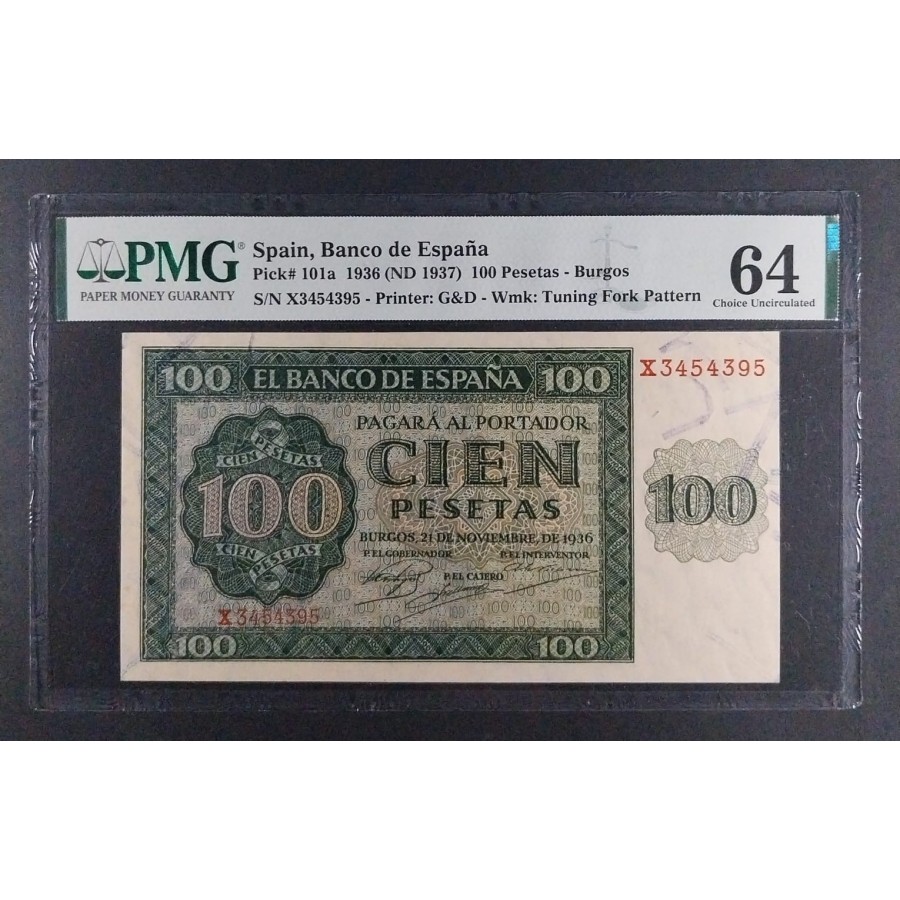 PMG®
PAPER MONEY GUARANTY
Spain, Banco de España
Pick# 101a 1936 (ND 1937) 100 Pesetas - Burgos
S/N X3454395 - Printer: G&D - Wmk: Tuning Fork Pattern
64
Choice Uncirculated
100 EL BANCO DE ESPAÑA 100
X3454395
PAGARÁ AL PORTADOR
CIEN
PESETAS
PESETAS
CIEN PESETAS
100
CIEN PESETAS
PESETAS
100
BURGOS, 21 DE NOVIEMBRE, DE 1936
P. EL GOBERNADOR P. EL INTERVENTOR
P. EL CAJERO
X3454395
100 100